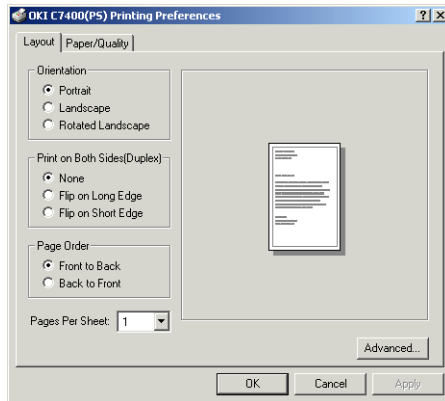 OKI C7400(PS) Printing Preferences
Layout
Paper/Quality
Orientation
Portrait
Landscape
Rotated Landscape
Print on Both Sides(Duplex)
None
Flip on Long Edge
Flip on Short Edge
Page Order
Front to Back
Back to Front
Pages Per Sheet: 1
Advanced...
OK Cancel Apply